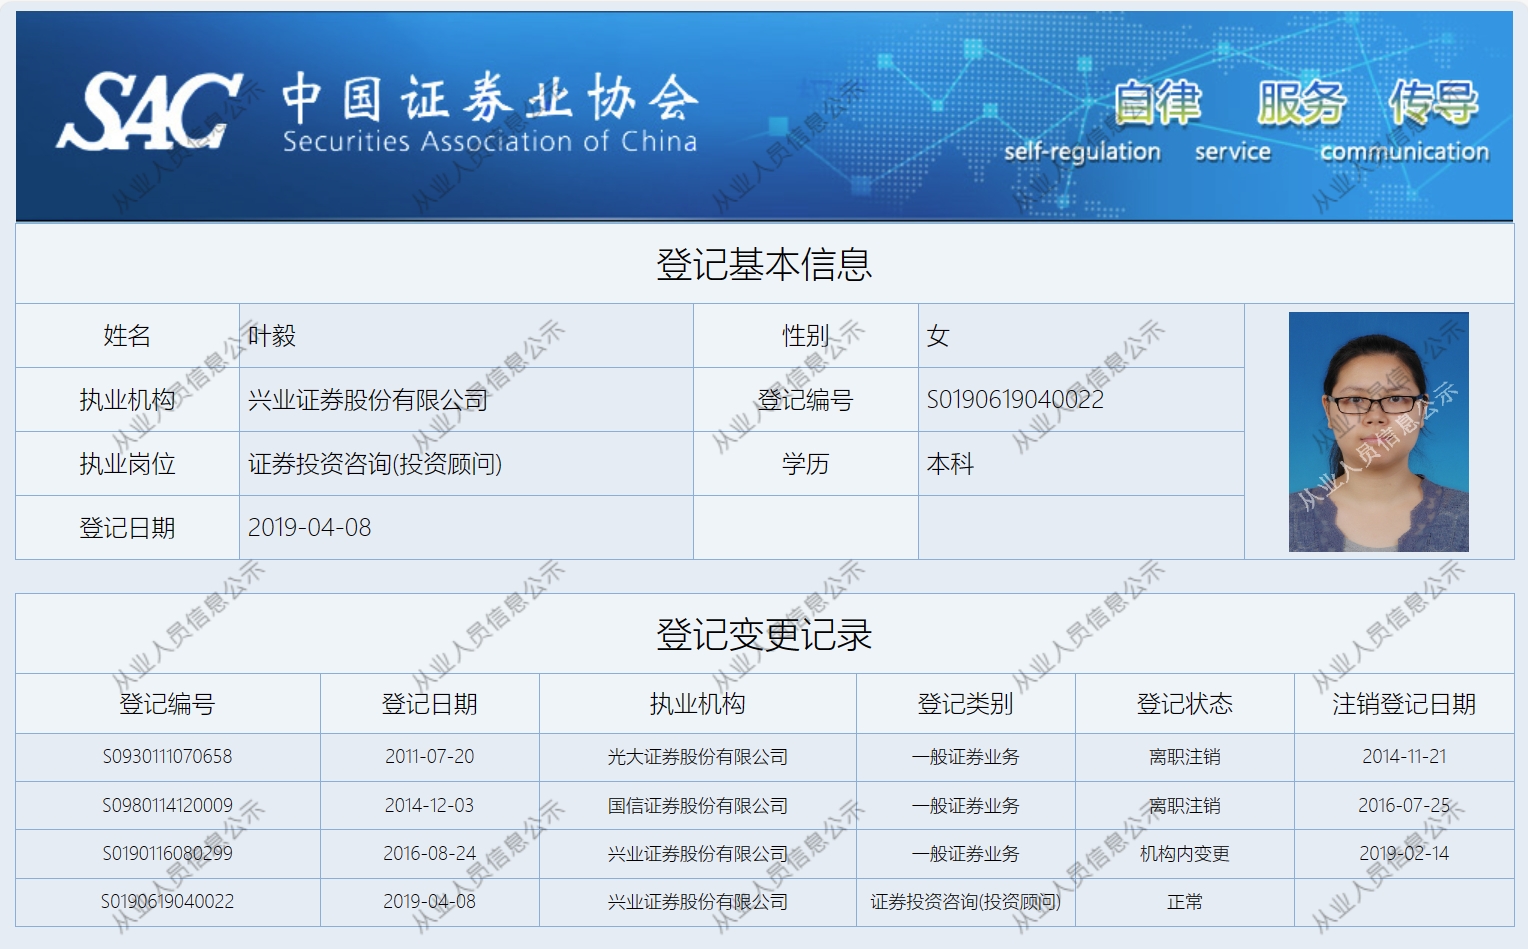 SAC 中国证券业协会
Securities Association of China
自律 服务 传导
self-regulation service communication
登记基本信息
姓名 叶毅 性别 女
执业机构 兴业证券股份有限公司 登记编号 S0190619040022
执业岗位 证券投资咨询(投资顾问) 学历 本科
登记日期 2019-04-08
登记变更记录
登记编号 登记日期 执业机构 登记类别 登记状态 注销登记日期
S0930111070658 2011-07-20 光大证券股份有限公司 一般证券业务 离职注销 2014-11-21
S0980114120009 2014-12-03 国信证券股份有限公司 一般证券业务 离职注销 2016-07-25
S0190116080299 2016-08-24 兴业证券股份有限公司 一般证券业务 机构内变更 2019-02-14
S0190619040022 2019-04-08 兴业证券股份有限公司 证券投资咨询(投资顾问) 正常
从业人员信息公示